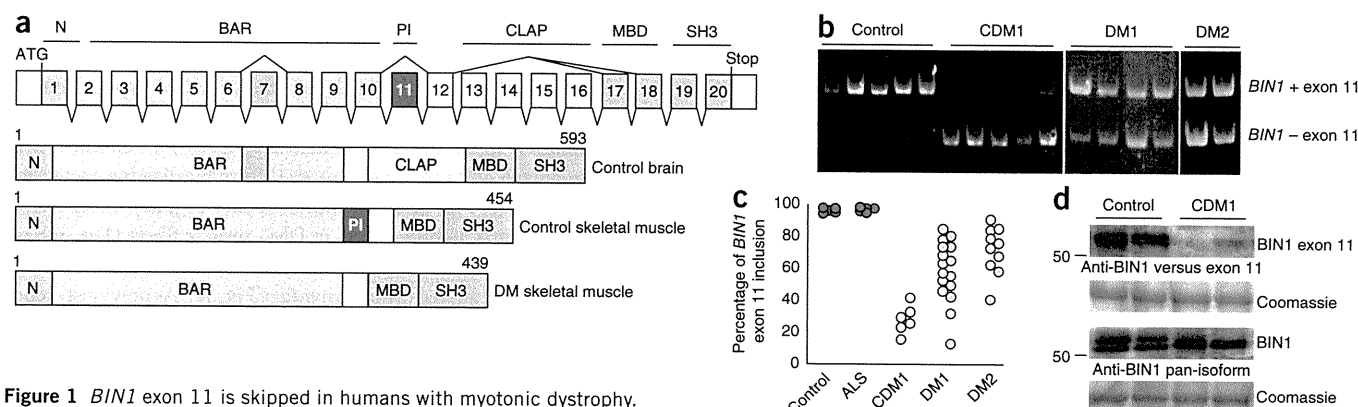 a
N BAR PI CLAP MBD SH3
ATG Stop
1 2 3 4 5 6 7 8 9 10 11 12 13 14 15 16 17 18 19 20
1 593
N BAR CLAP MBD SH3 Control brain
1 454
N BAR PI MBD SH3 Control skeletal muscle
1 439
N BAR MBD SH3 DM skeletal muscle
b
Control CDM1 DM1 DM2
BIN1 + exon 11
BIN1 – exon 11
c
Percentage of BIN1
exon 11 inclusion
100
80
60
40
20
0
Control ALS CDM1 DM1 DM2
d
Control CDM1
50 BIN1 exon 11
Anti-BIN1 versus exon 11
Coomassie
50 BIN1
Anti-BIN1 pan-isoform
Coomassie
Figure 1 BIN1 exon 11 is skipped in humans with myotonic dystrophy.